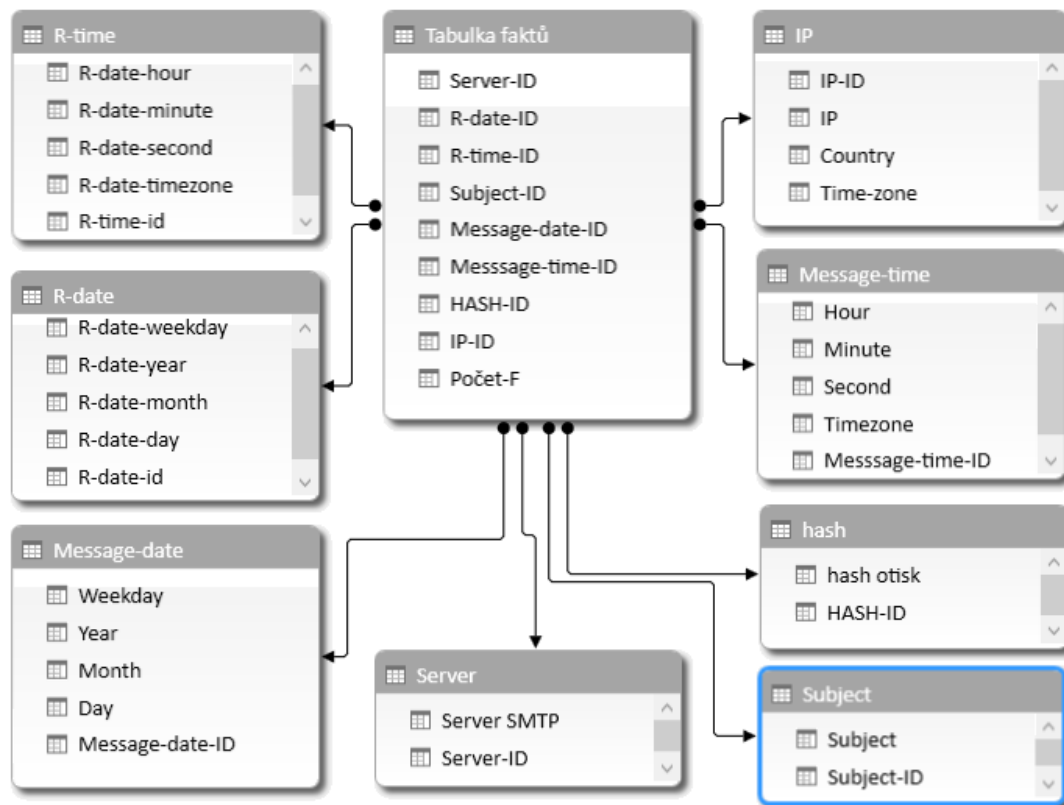 R-time
R-date-hour
R-date-minute
R-date-second
R-date-timezone
R-time-id
R-date
R-date-weekday
R-date-year
R-date-month
R-date-day
R-date-id
Message-date
Weekday
Year
Month
Day
Message-date-ID
Tabulka faktů
Server-ID
R-date-ID
R-time-ID
Subject-ID
Message-date-ID
Messsage-time-ID
HASH-ID
IP-ID
Počet-F
Server
Server SMTP
Server-ID
IP
IP-ID
IP
Country
Time-zone
Message-time
Hour
Minute
Second
Timezone
Messsage-time-ID
hash
hash otisk
HASH-ID
Subject
Subject
Subject-ID